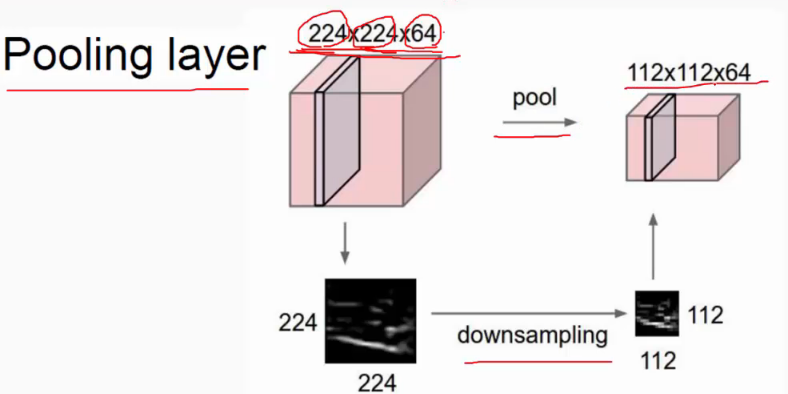 Pooling layer
224x224x64
pool
112x112x64
224
224
downsampling
112
112